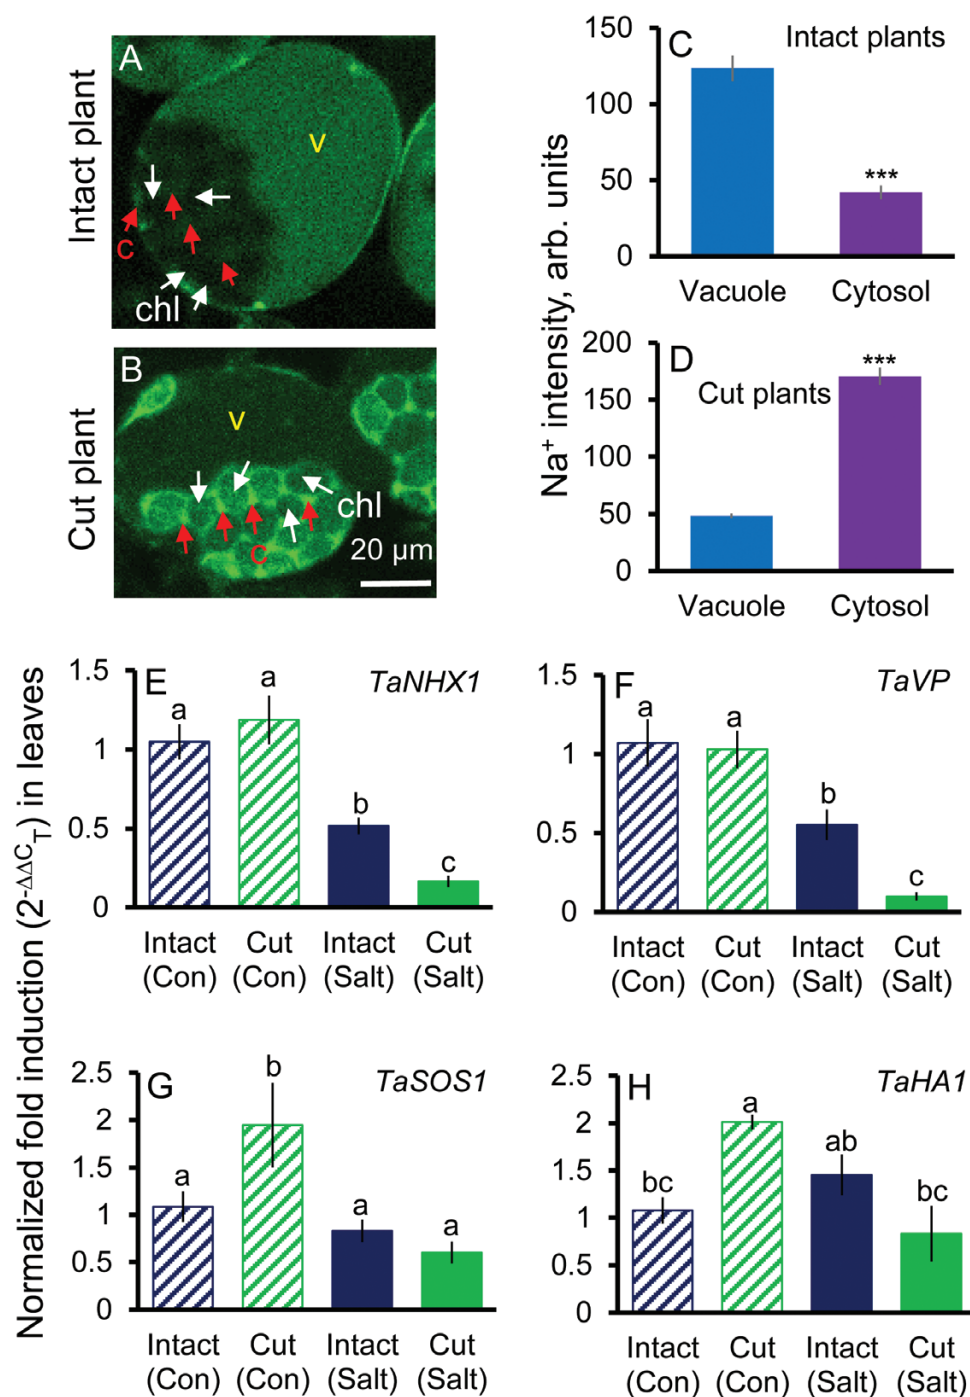 Intact plant
A
v
c
chl
Cut plant
B
v
chl
c
20 µm
Na⁺ intensity, arb. units
C
Intact plants
150
100
50
0
***
Vacuole
Cytosol
D
Cut plants
200
150
100
50
0
***
Vacuole
Cytosol
Normalized fold induction (2^-ΔΔC_T) in leaves
E
TaNHX1
1.5
1
0.5
0
a
a
b
c
Intact Cut Intact Cut
(Con) (Con) (Salt) (Salt)
F
TaVP
1.5
1
0.5
0
a
a
b
c
Intact Cut Intact Cut
(Con) (Con) (Salt) (Salt)
G
TaSOS1
2.5
2
1.5
1
0.5
0
a
b
a
a
Intact Cut Intact Cut
(Con) (Con) (Salt) (Salt)
H
TaHA1
2.5
2
1.5
1
0.5
0
bc
a
ab
bc
Intact Cut Intact Cut
(Con) (Con) (Salt) (Salt)